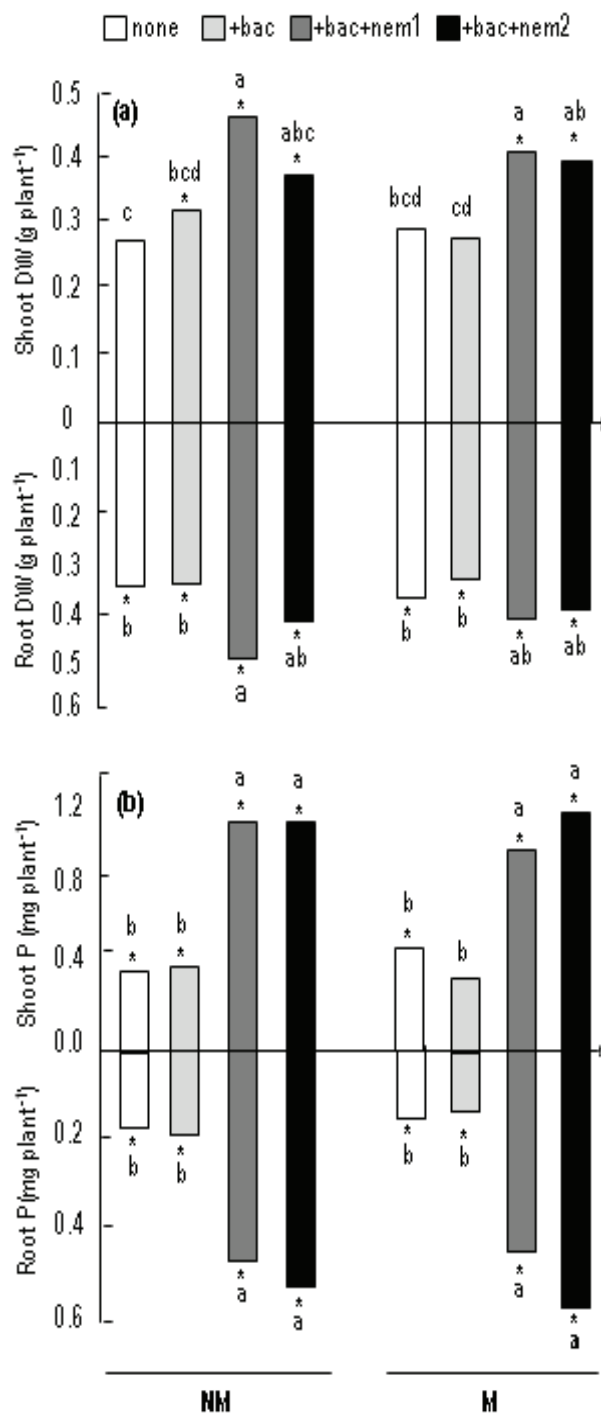 none +bac +bac+nem1 +bac+nem2
(a)
Shoot DW (g plant⁻¹)
0.5
0.4
0.3
0.2
0.1
0
c
bcd
*
a
*
abc
*
bcd
cd
a
*
ab
*
Root DW (g plant⁻¹)
0.1
0.2
0.3
0.4
0.5
0.6
*
b
*
b
*
a
*
ab
*
b
*
b
*
ab
*
ab
(b)
Shoot P (mg plant⁻¹)
1.2
0.8
0.4
0.0
b
*
b
*
a
*
a
*
b
*
b
a
*
a
*
Root P (mg plant⁻¹)
0.2
0.4
0.6
*
b
*
b
*
a
*
a
*
b
*
b
*
a
*
a
NM M